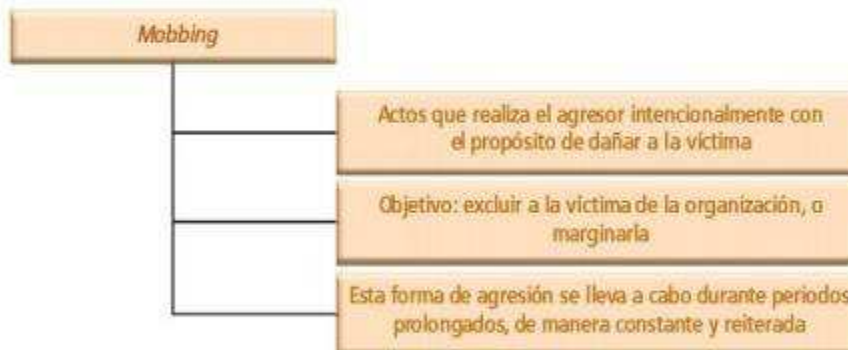 Mobbing
Actos que realiza el agresor intencionalmente con
el propósito de dañar a la víctima
Objetivo: excluir a la víctima de la organización, o
marginarla
Esta forma de agresión se lleva a cabo durante periodos
prolongados, de manera constante y reiterada